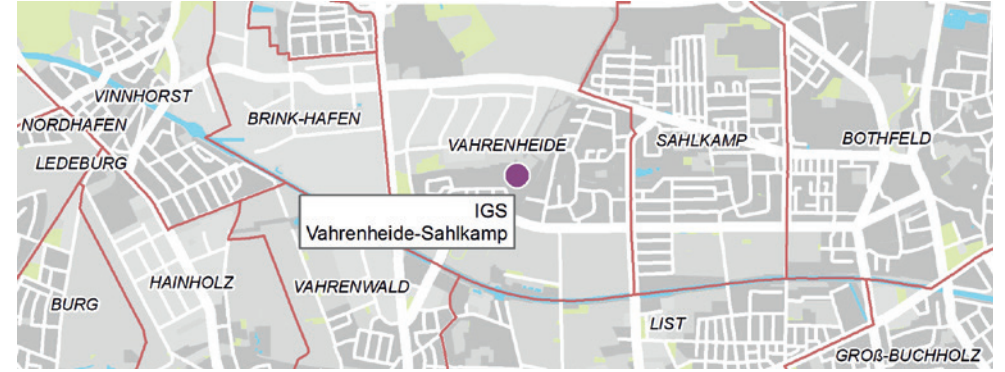 VINNHORST
NORDHAFEN
BRINK-HAFEN
LEDEBURG
VAHRENHEIDE
SAHLKAMP
BOTHFELD
IGS
Vahrenheide-Sahlkamp
HAINHOLZ
VAHRENWALD
BURG
LIST
GROß-BUCHHOLZ